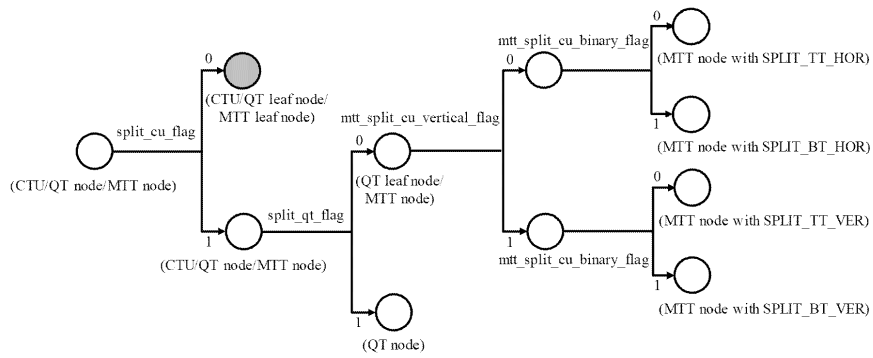 mtt_split_cu_binary_flag
0
(MTT node with SPLIT_TT_HOR)
0
0
(CTU/QT leaf node/
MTT leaf node)
mtt_split_cu_vertical_flag
1
(MTT node with SPLIT_BT_HOR)
split_cu_flag
0
(CTU/QT node/MTT node)
(QT leaf node/
MTT node)
0
(MTT node with SPLIT_TT_VER)
split_qt_flag
1
1
(CTU/QT node/MTT node)
mtt_split_cu_binary_flag
1
(MTT node with SPLIT_BT_VER)
1
(QT node)